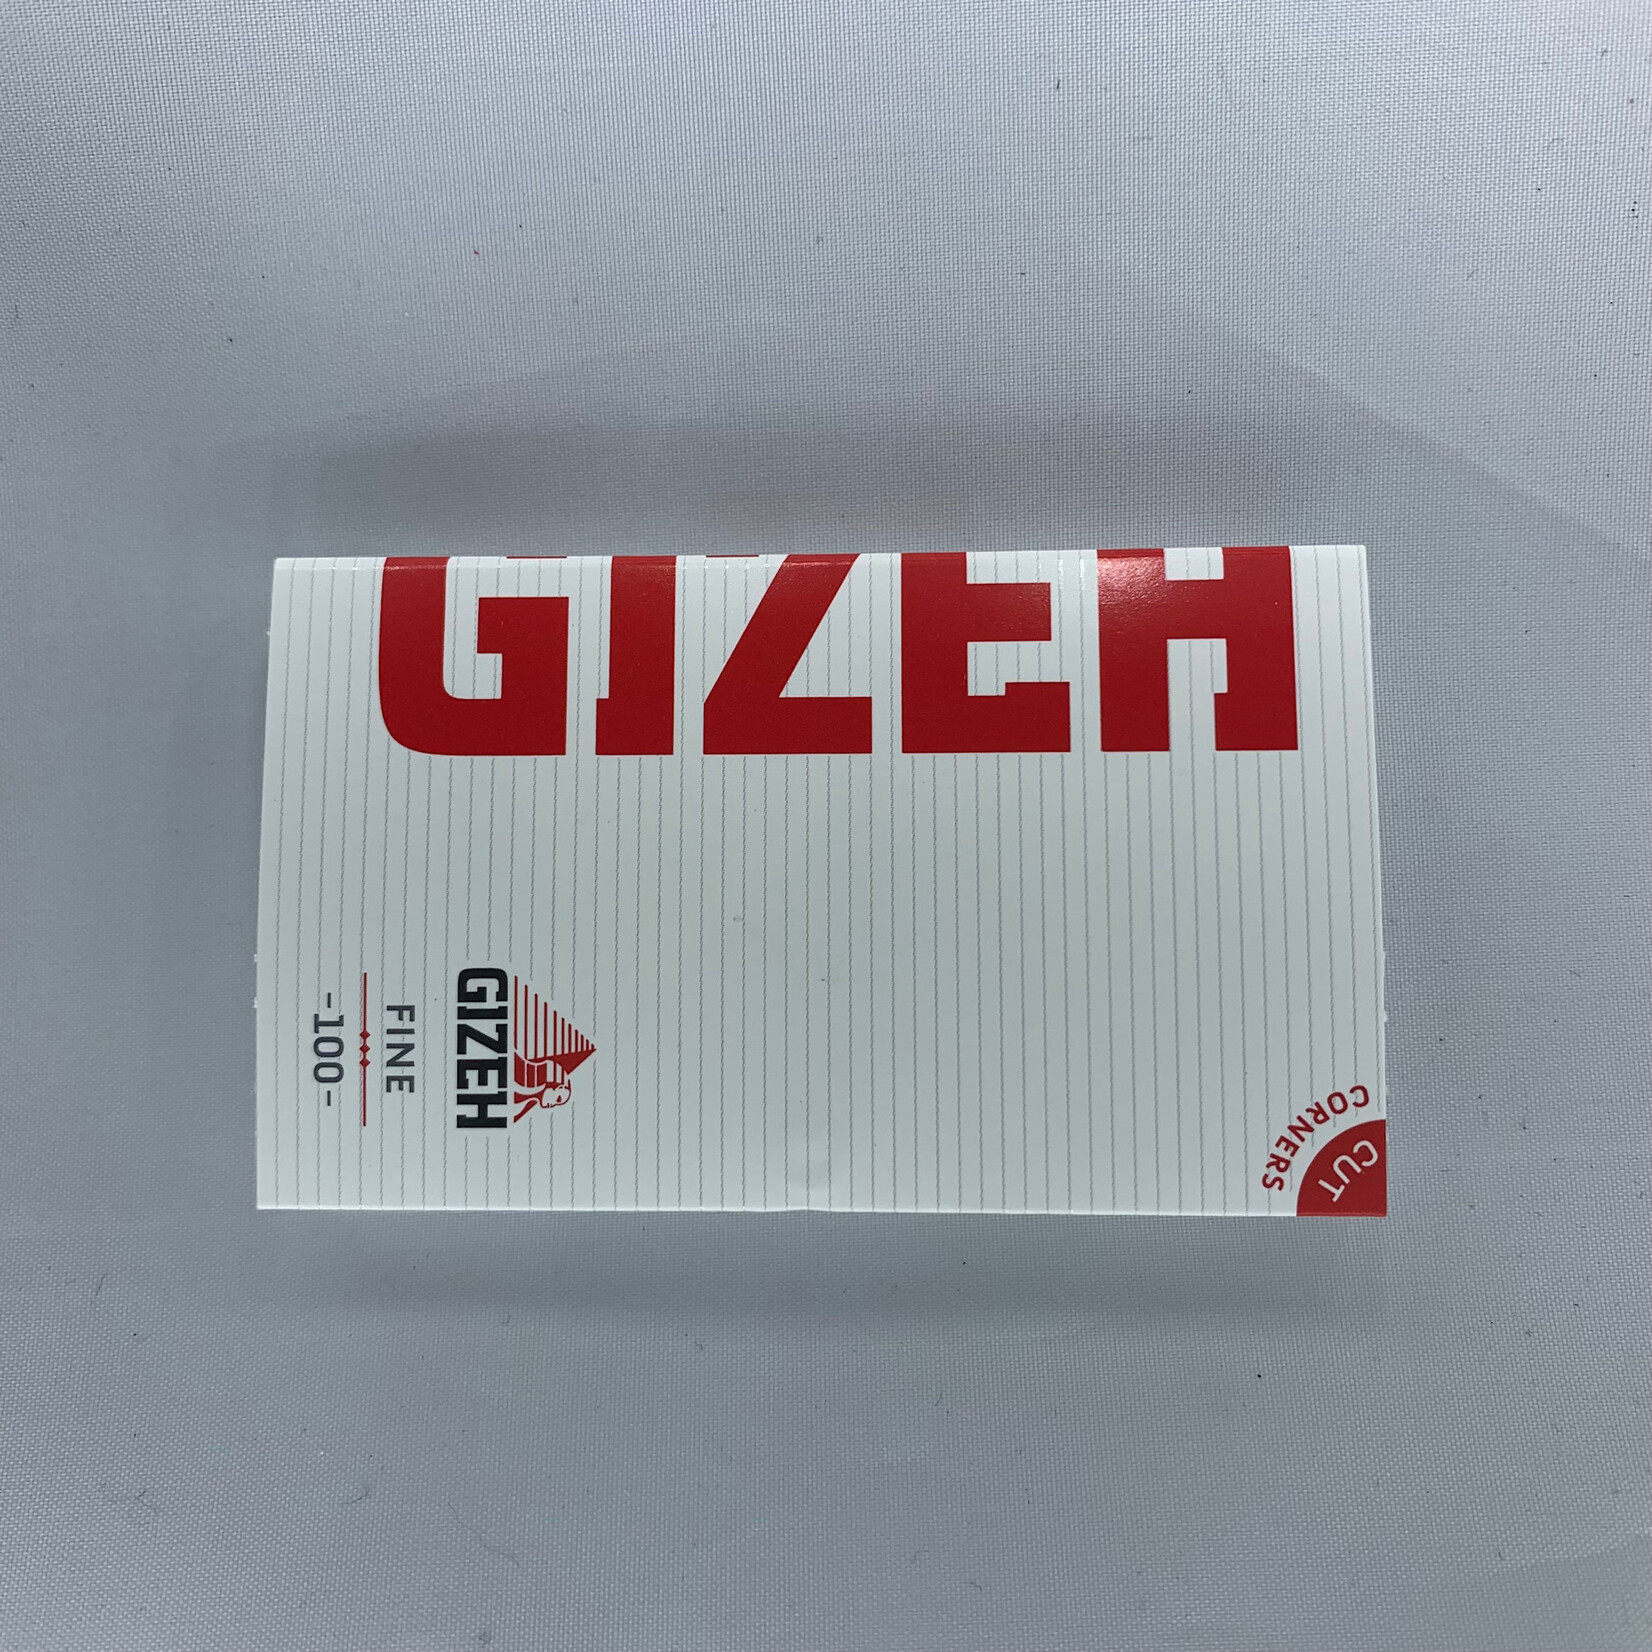 GIZEH
GIZEH
FINE
-100-
CUT
CORNERS